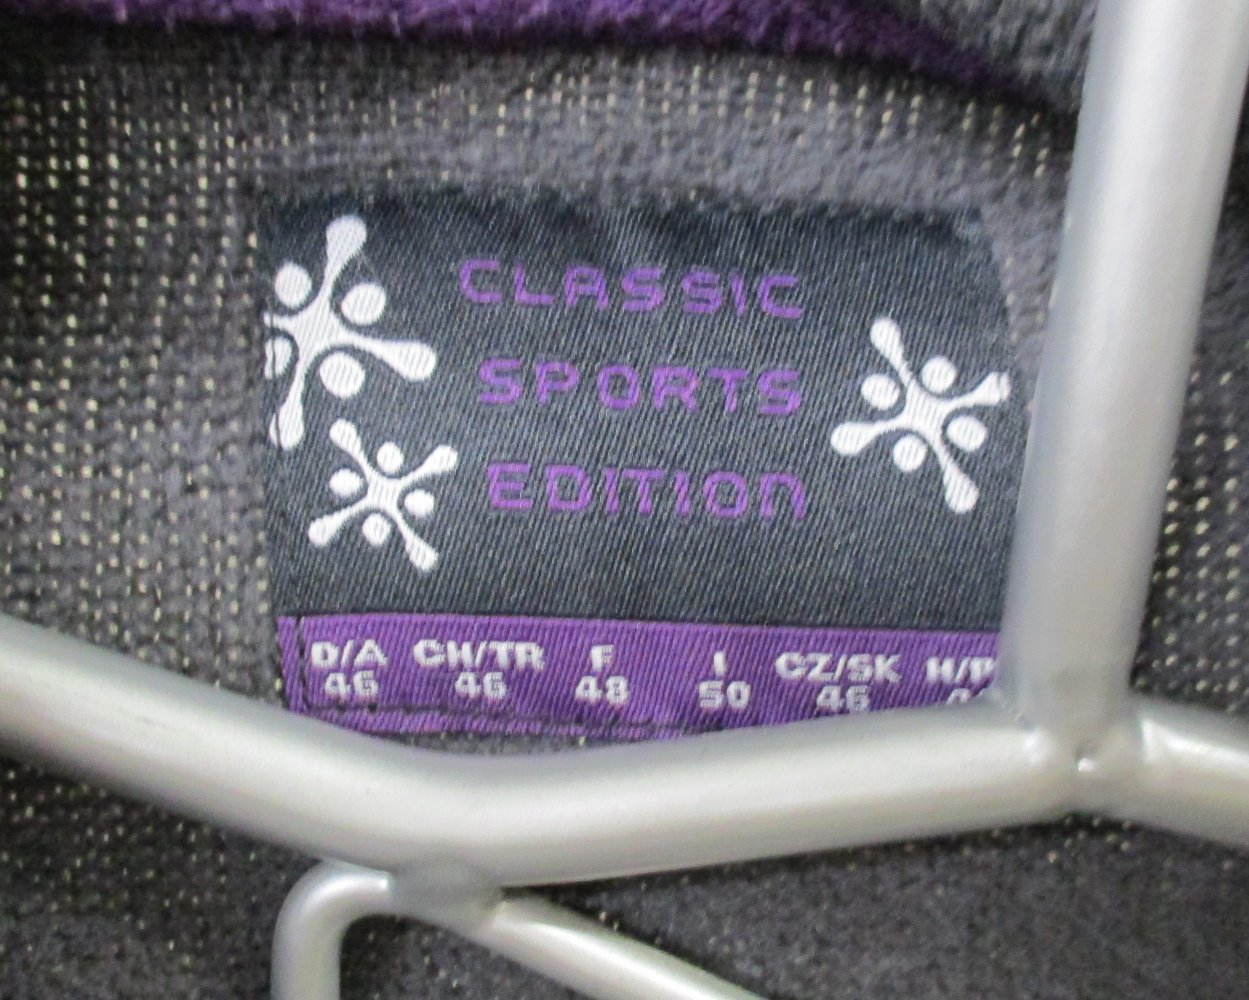 CLASSIC
SPORTS
EDITION
D/A CH/TR F I CZ/SK
46 46 48 50 46